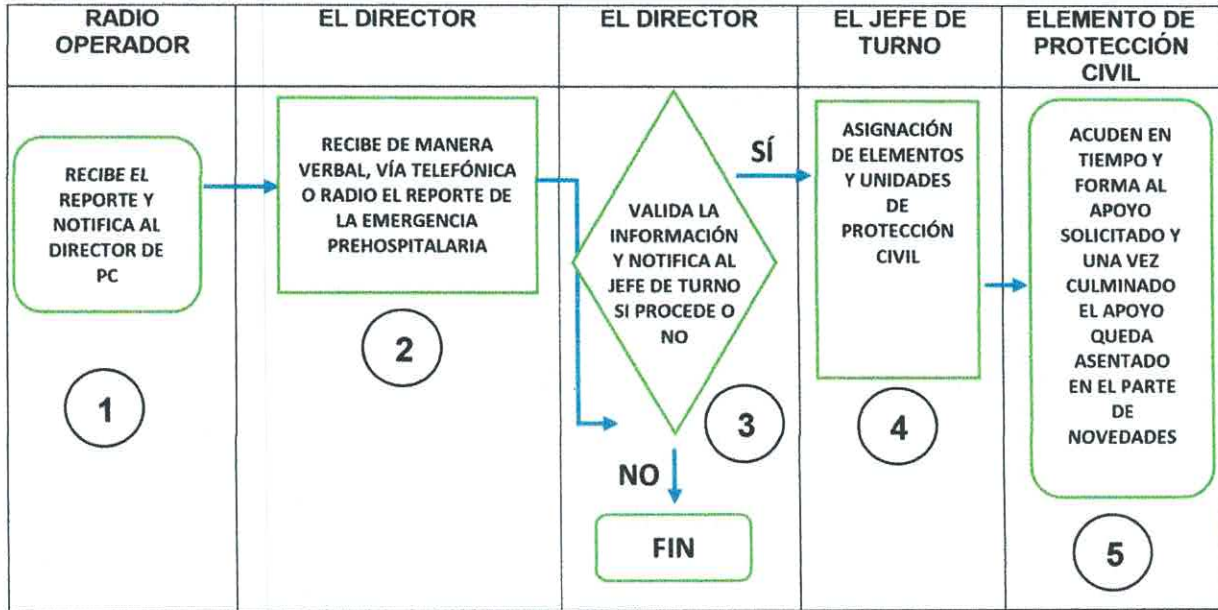 RADIO
OPERADOR
EL DIRECTOR
EL DIRECTOR
EL JEFE DE
TURNO
ELEMENTO DE
PROTECCIÓN
CIVIL
RECIBE EL
REPORTE Y
NOTIFICA AL
DIRECTOR DE
PC
1
RECIBE DE MANERA
VERBAL, VÍA TELEFÓNICA
O RADIO EL REPORTE DE
LA EMERGENCIA
PREHOSPITALARIA
2
VALIDA LA
INFORMACIÓN
Y NOTIFICA AL
JEFE DE TURNO
SI PROCEDE O
NO
3
SÍ
NO
FIN
ASIGNACIÓN
DE ELEMENTOS
Y UNIDADES
DE
PROTECCIÓN
CIVIL
4
ACUDEN EN
TIEMPO Y
FORMA AL
APOYO
SOLICITADO Y
UNA VEZ
CULMINADO
EL APOYO
QUEDA
ASENTADO
EN EL PARTE
DE
NOVEDADES
5